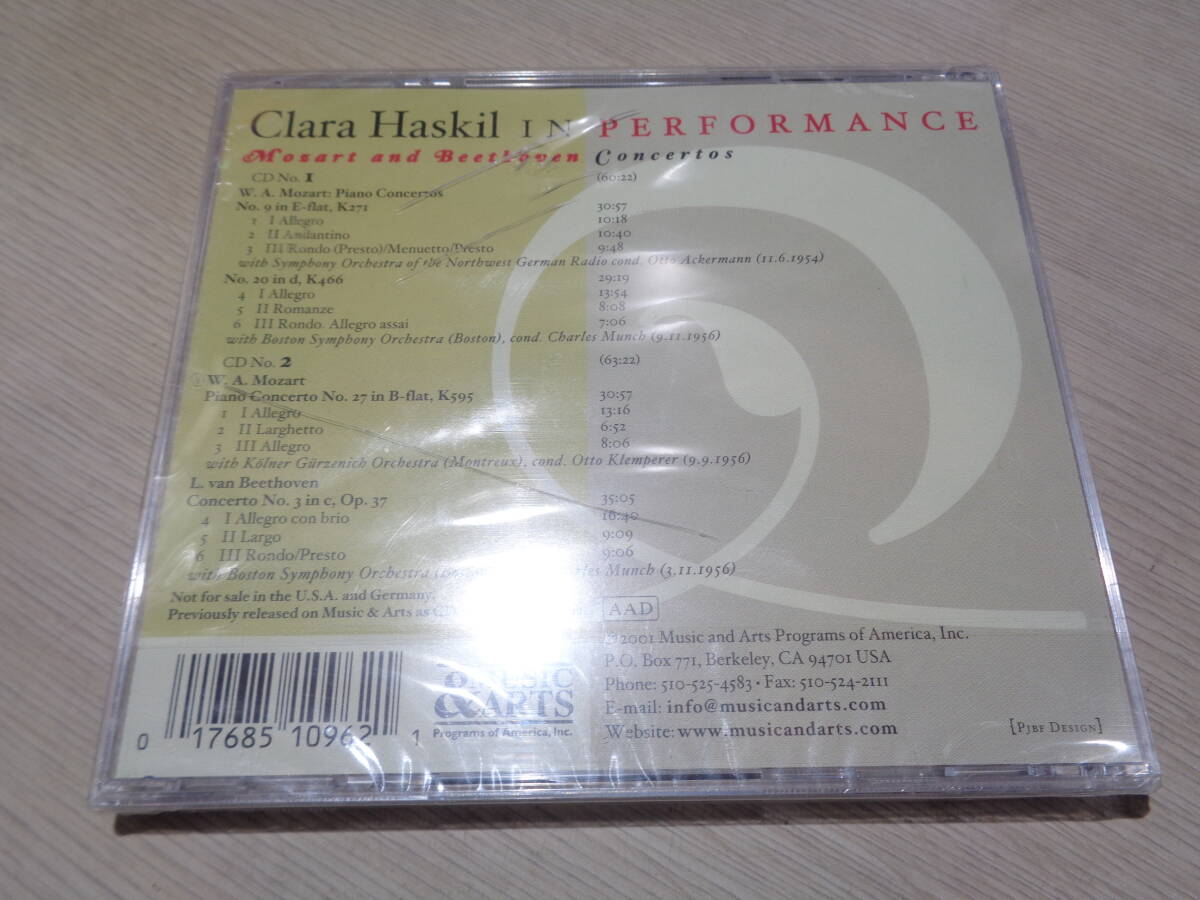 Clara Haskil IN PERFORMANCE
Mozart and Beethoven Concertos
CD No. 1 (60:22)
W. A. Mozart: Piano Concertos
No. 9 in E-flat, K271 30:57
1 I Allegro 10:18
2 II Andantino 10:40
3 III Rondo (Presto)/Menuetto/Presto 9:48
with Symphony Orchestra of the Northwest German Radio cond. Otto Ackermann (11.6.1954)
No. 20 in d, K466 29:19
4 I Allegro 13:54
5 II Romanze 8:08
6 III Rondo. Allegro assai 7:06
with Boston Symphony Orchestra (Boston), cond. Charles Munch (9.11.1956)
CD No. 2 (63:22)
W. A. Mozart
Piano Concerto No. 27 in B-flat, K595 30:57
1 I Allegro 13:16
2 II Larghetto 6:52
3 III Allegro 8:06
with Kölner Gürzenich Orchestra (Montreux), cond. Otto Klemperer (9.9.1956)
L. van Beethoven
Concerto No. 3 in c, Op. 37 35:05
4 I Allegro con brio 16:40
5 II Largo 9:09
6 III Rondo/Presto 9:06
with Boston Symphony Orchestra Munch (3.11.1956)
Not for sale in the U.S.A. and Germany.
Previously released on Music & Arts as
AAD
2001 Music and Arts Programs of America, Inc.
P.O. Box 771, Berkeley, CA 94701 USA
Phone: 510-525-4583 • Fax: 510-524-2111
E-mail: info@musicandarts.com
Website: www.musicandarts.com
[PJBF DESIGN]
MUSIC
& ARTS
Programs of America, Inc.
0 17685 10962 1